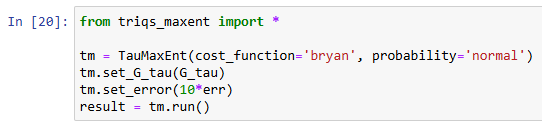 In [20]: from triqs_maxent import *
tm = TauMaxEnt(cost_function='bryan', probability='normal')
tm.set_G_tau(G_tau)
tm.set_error(10*err)
result = tm.run()